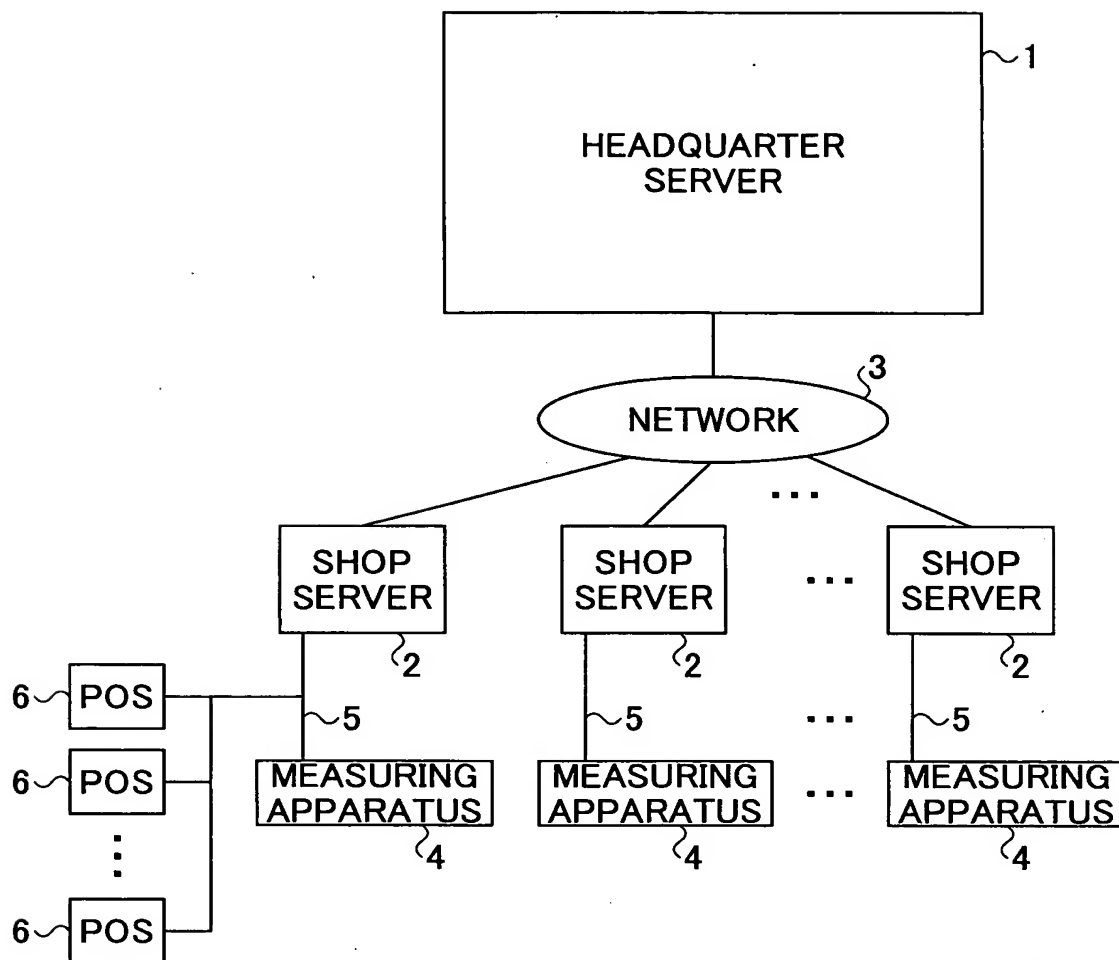 HEADQUARTER
SERVER
1
NETWORK
3
...
SHOP
SERVER
2
SHOP
SERVER
2
...
SHOP
SERVER
2
6
POS
6
POS
6
POS
5
5
...
5
MEASURING
APPARATUS
4
MEASURING
APPARATUS
4
...
MEASURING
APPARATUS
4